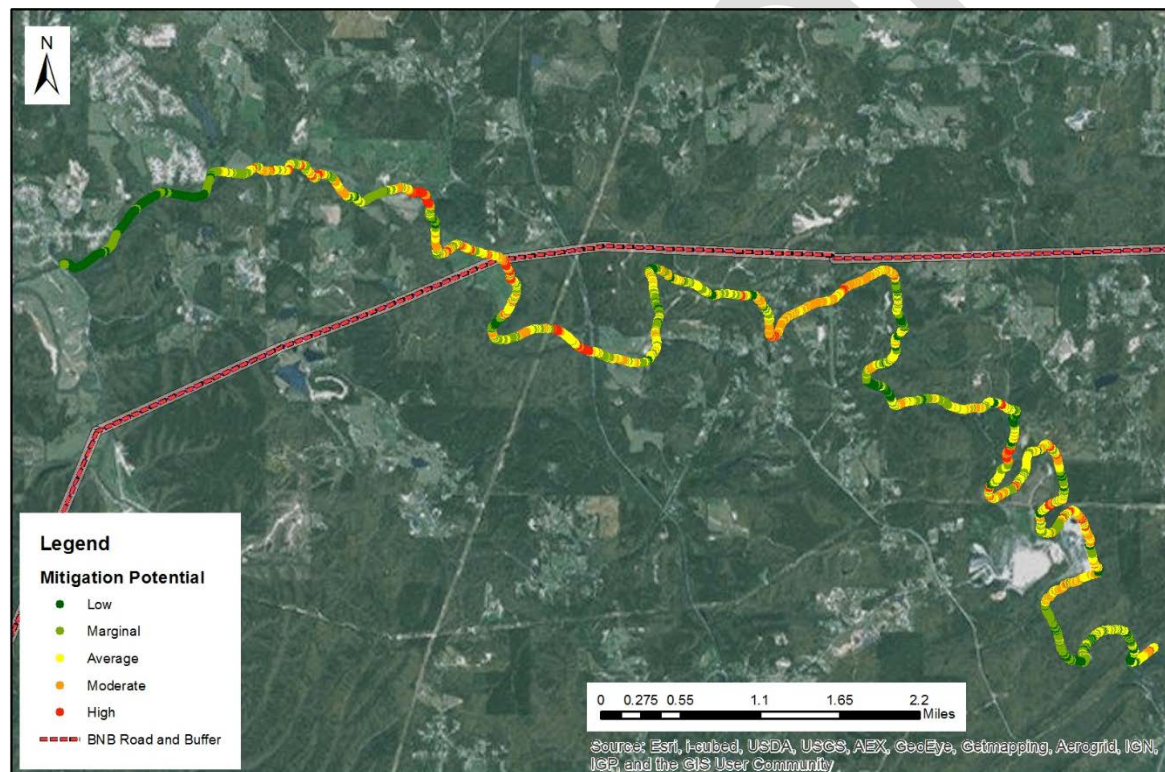 N
Legend
Mitigation Potential
Low
Marginal
Average
Moderate
High
BNB Road and Buffer
0 0.275 0.55 1.1 1.65 2.2
Miles
Source: Esri, i-cubed, USDA, USGS, AEX, GeoEye, Getmapping, Aerogrid, IGN,
IGP, and the GIS User Community